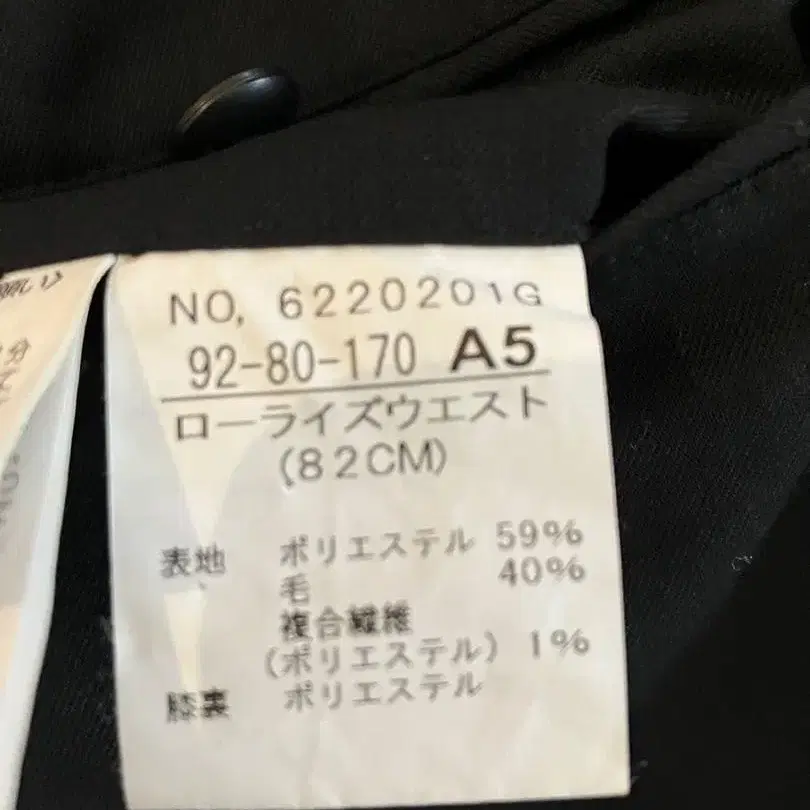 NO, 6220201G
92-80-170 A5
ローライズウエスト
(82CM)
表地 ポリエステル 59%
毛 40%
複合繊維
(ポリエステル) 1%
膝裏 ポリエステル